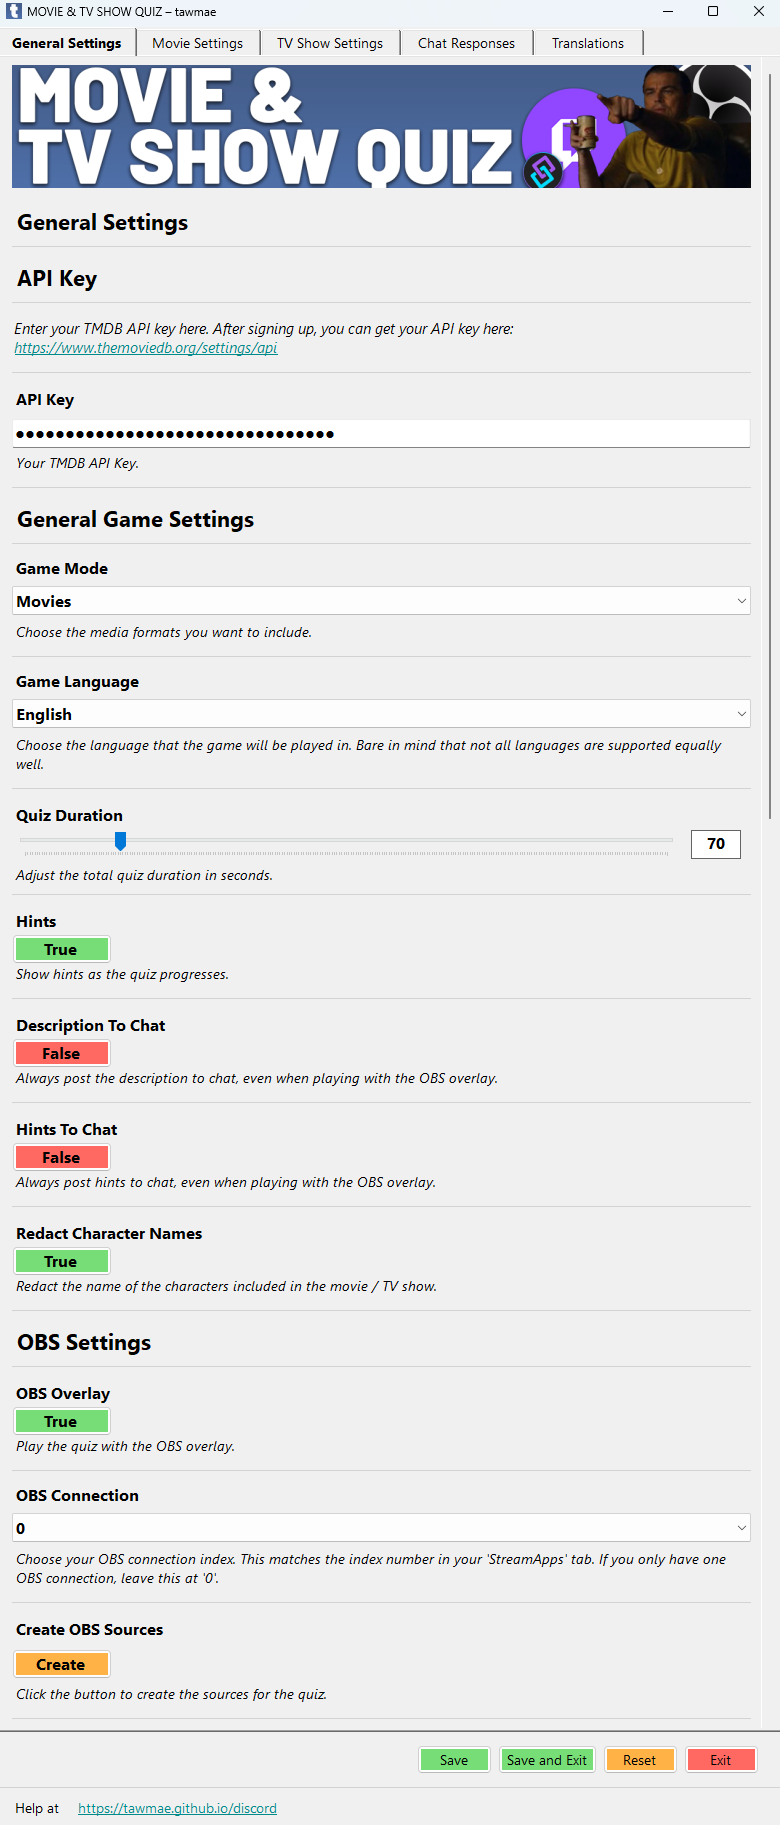 MOVIE & TV SHOW QUIZ – tawmae
General Settings
Movie Settings
TV Show Settings
Chat Responses
Translations
MOVIE &
TV SHOW QUIZ
General Settings
API Key
Enter your TMDB API key here. After signing up, you can get your API key here:
https://www.themoviedb.org/settings/api
API Key
●●●●●●●●●●●●●●●●●●●●●●●●●●●●●●●●
Your TMDB API Key.
General Game Settings
Game Mode
Movies
Choose the media formats you want to include.
Game Language
English
Choose the language that the game will be played in. Bare in mind that not all languages are supported equally
well.
Quiz Duration
70
Adjust the total quiz duration in seconds.
Hints
True
Show hints as the quiz progresses.
Description To Chat
False
Always post the description to chat, even when playing with the OBS overlay.
Hints To Chat
False
Always post hints to chat, even when playing with the OBS overlay.
Redact Character Names
True
Redact the name of the characters included in the movie / TV show.
OBS Settings
OBS Overlay
True
Play the quiz with the OBS overlay.
OBS Connection
0
Choose your OBS connection index. This matches the index number in your 'StreamApps' tab. If you only have one
OBS connection, leave this at '0'.
Create OBS Sources
Create
Click the button to create the sources for the quiz.
Save
Save and Exit
Reset
Exit
Help at
https://tawmae.github.io/discord